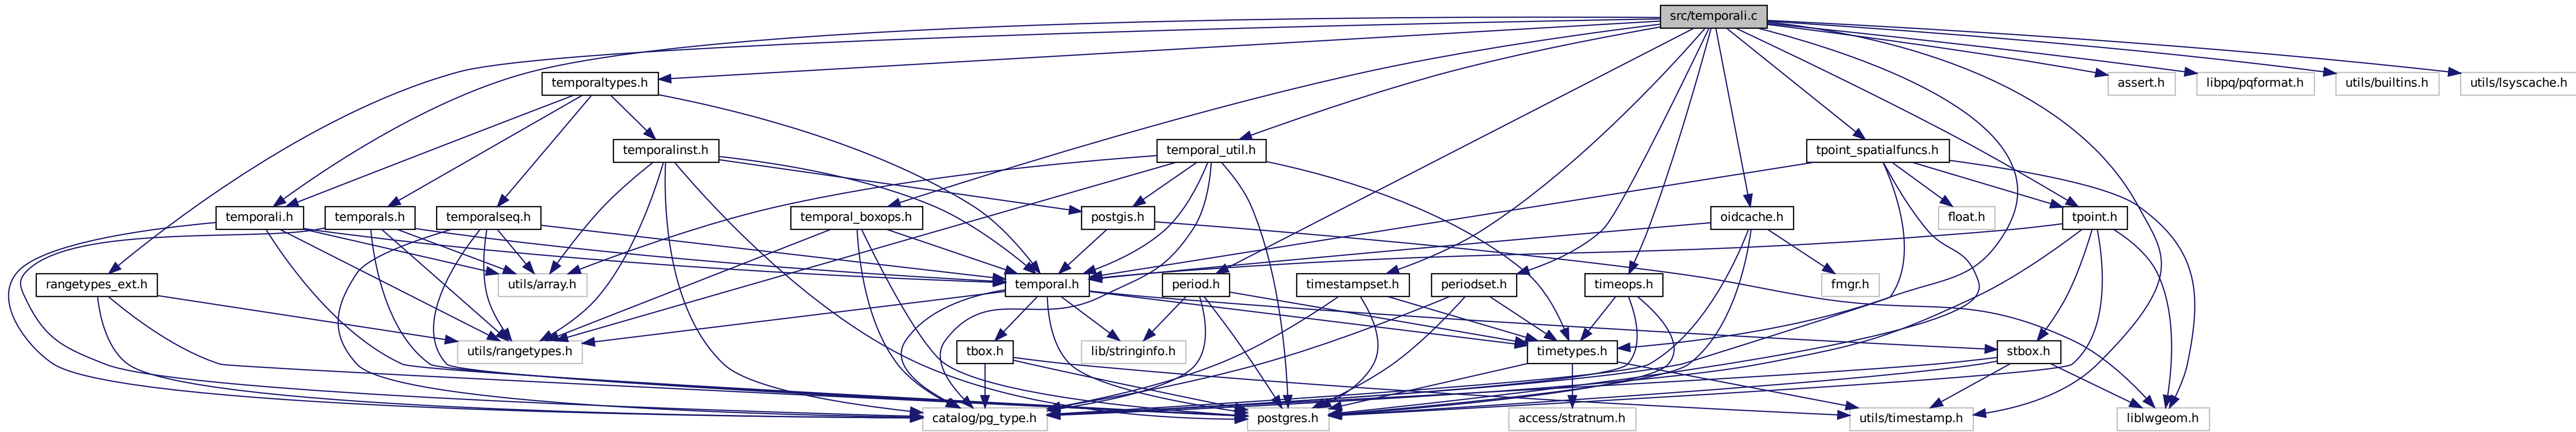 src/temporali.c
temporaltypes.h
assert.h
libpq/pqformat.h
utils/builtins.h
utils/lsyscache.h
temporalinst.h
temporal_util.h
tpoint_spatialfuncs.h
temporali.h
temporals.h
temporalseq.h
temporal_boxops.h
postgis.h
oidcache.h
float.h
tpoint.h
rangetypes_ext.h
utils/array.h
temporal.h
period.h
timestampset.h
periodset.h
timeops.h
fmgr.h
utils/rangetypes.h
tbox.h
lib/stringinfo.h
timetypes.h
stbox.h
catalog/pg_type.h
postgres.h
access/stratnum.h
utils/timestamp.h
liblwgeom.h